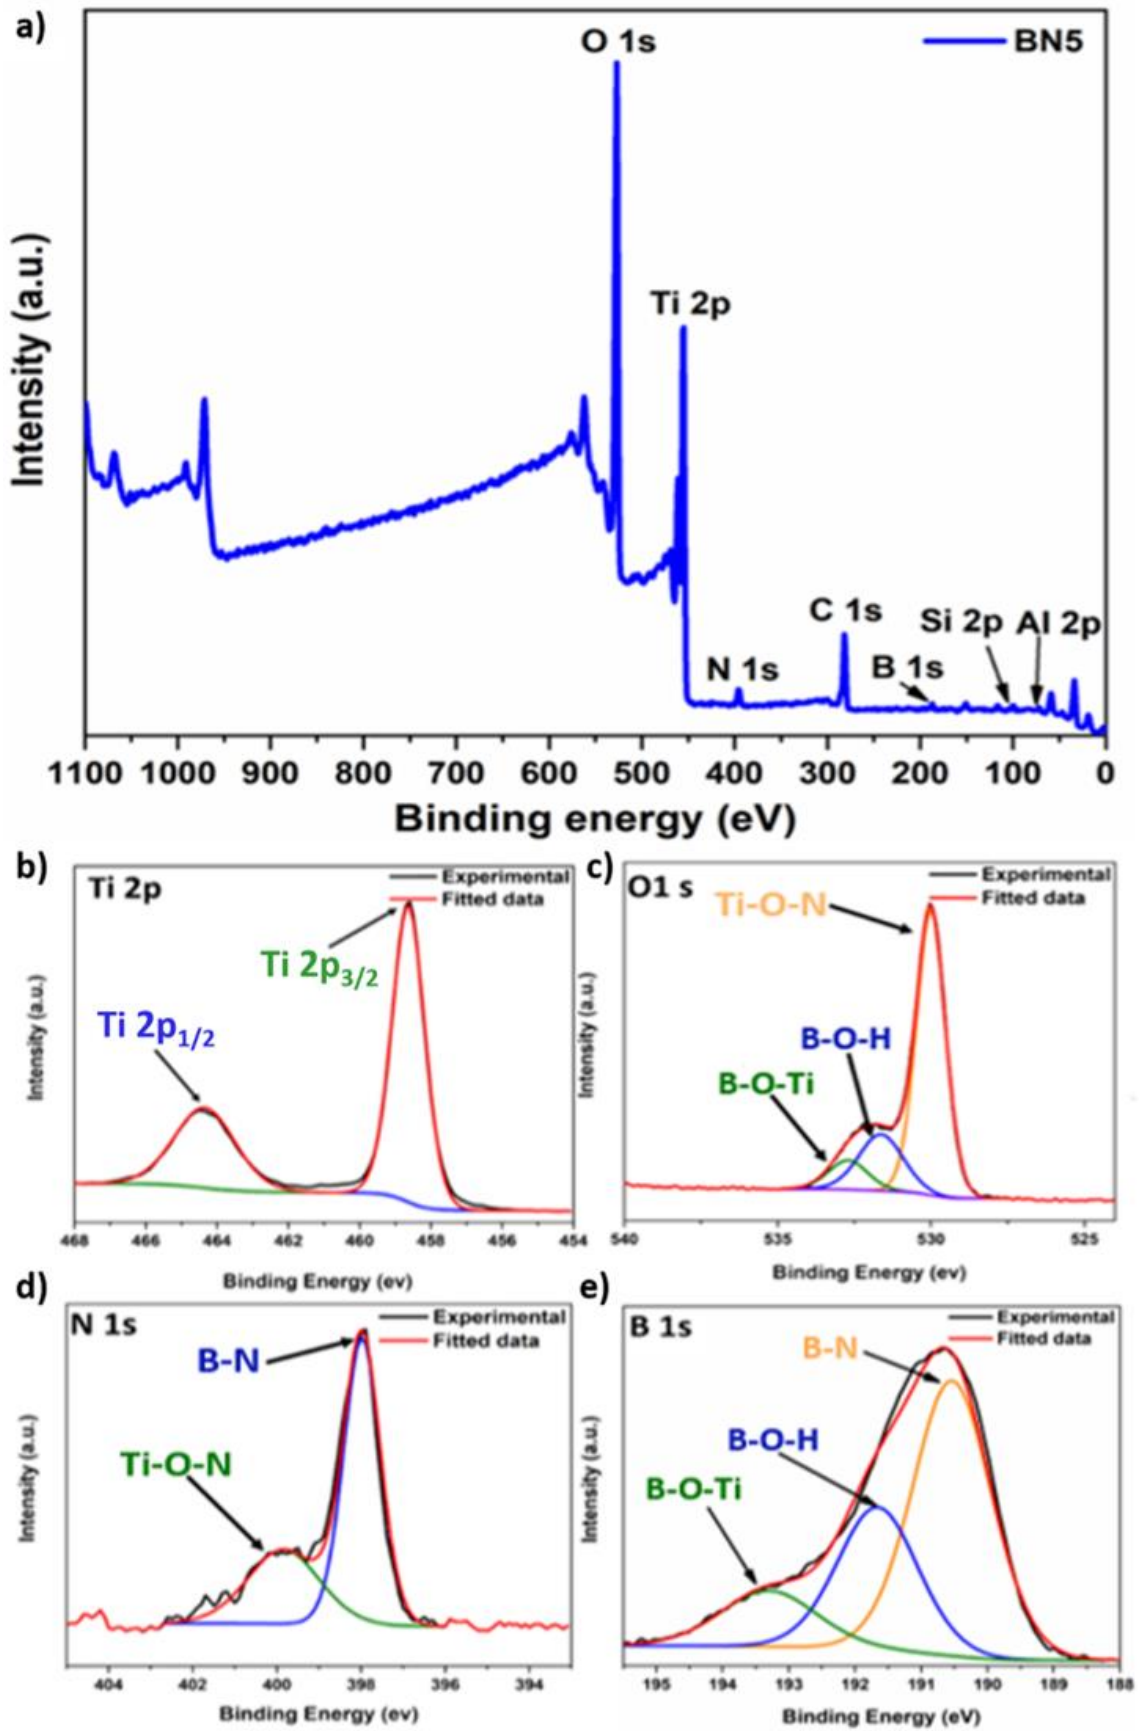 a)
O 1s
BN5
Ti 2p
C 1s
Si 2p
Al 2p
N 1s
B 1s
Intensity (a.u.)
1100 1000 900 800 700 600 500 400 300 200 100 0
Binding energy (eV)
b)
Ti 2p
Experimental
Fitted data
Ti 2p3/2
Ti 2p1/2
Intensity (a.u.)
468 466 464 462 460 458 456 454
Binding Energy (ev)
c)
O1 s
Experimental
Fitted data
Ti-O-N
B-O-H
B-O-Ti
Intensity (a.u.)
540 535 530 525
Binding Energy (ev)
d)
N 1s
Experimental
Fitted data
B-N
Ti-O-N
Intensity (a.u.)
404 402 400 398 396 394
Binding Energy (ev)
e)
B 1s
Experimental
Fitted data
B-N
B-O-H
B-O-Ti
Intensity (a.u.)
195 194 193 192 191 190 189 188
Binding Energy (eV)